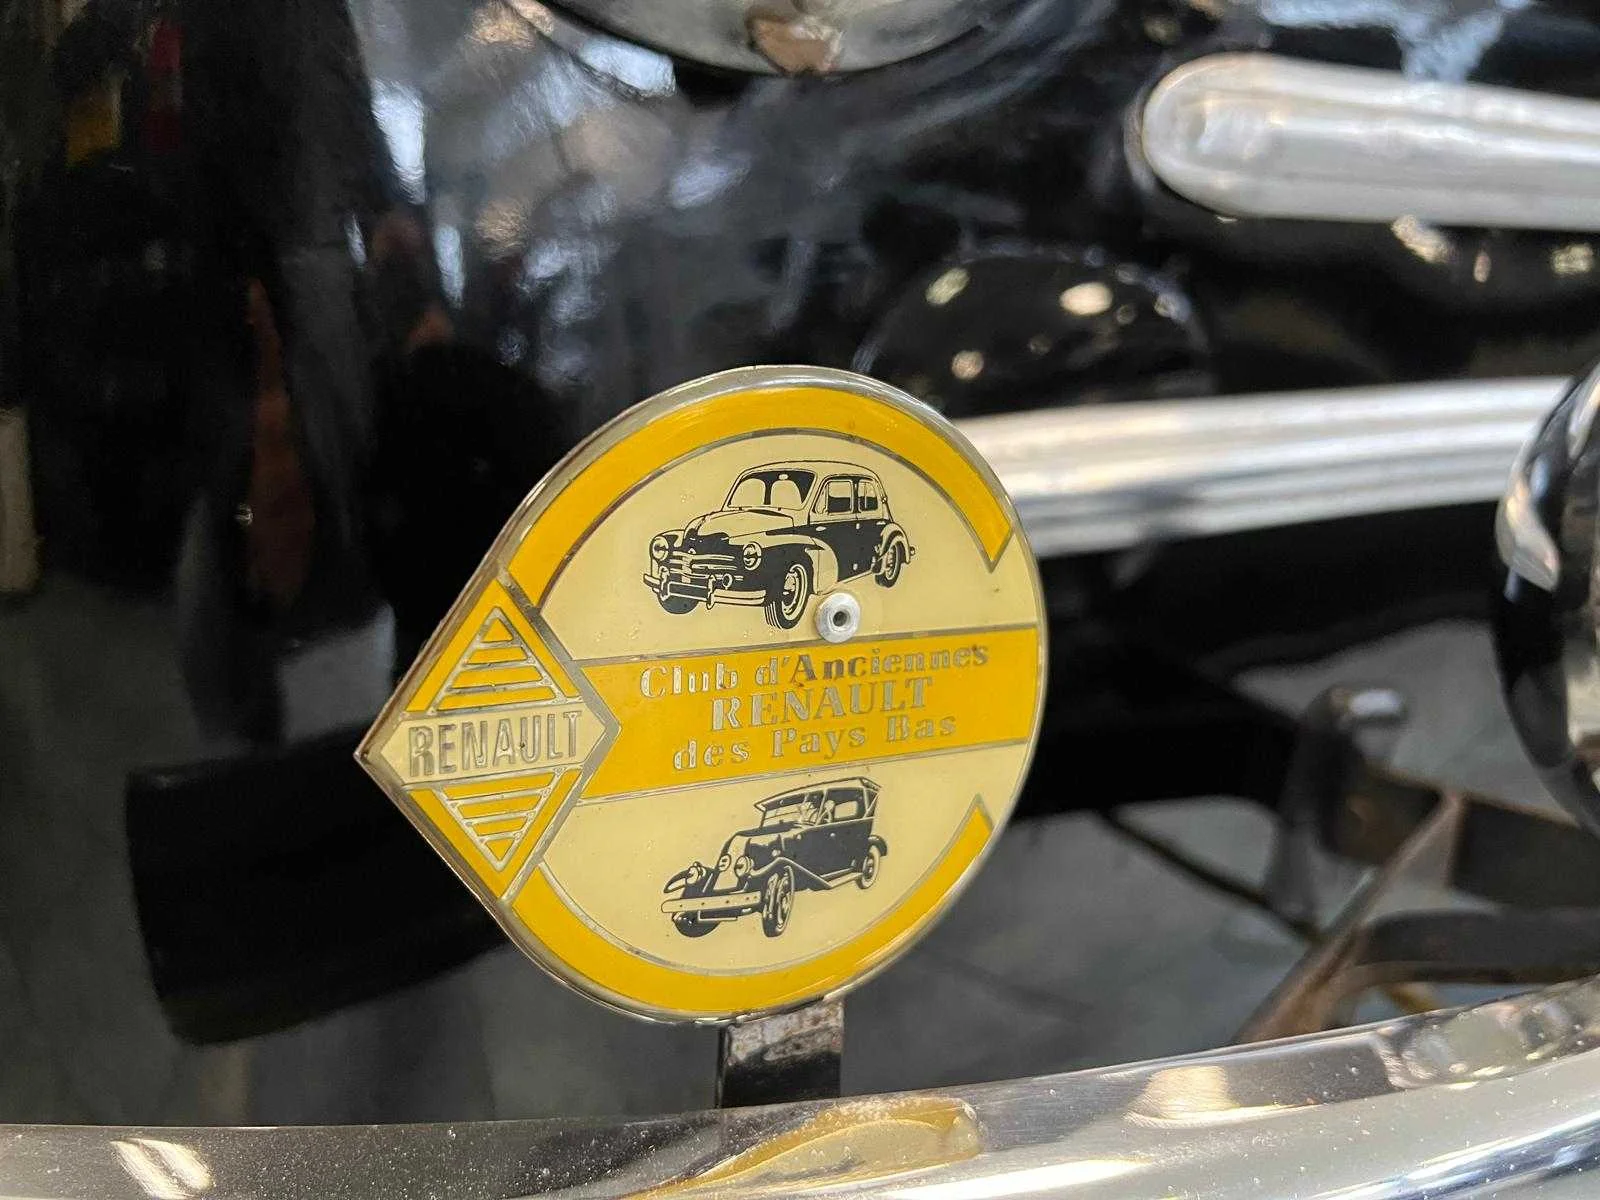 Club d'Anciennes
RENAULT
des Pays Bas
RENAULT